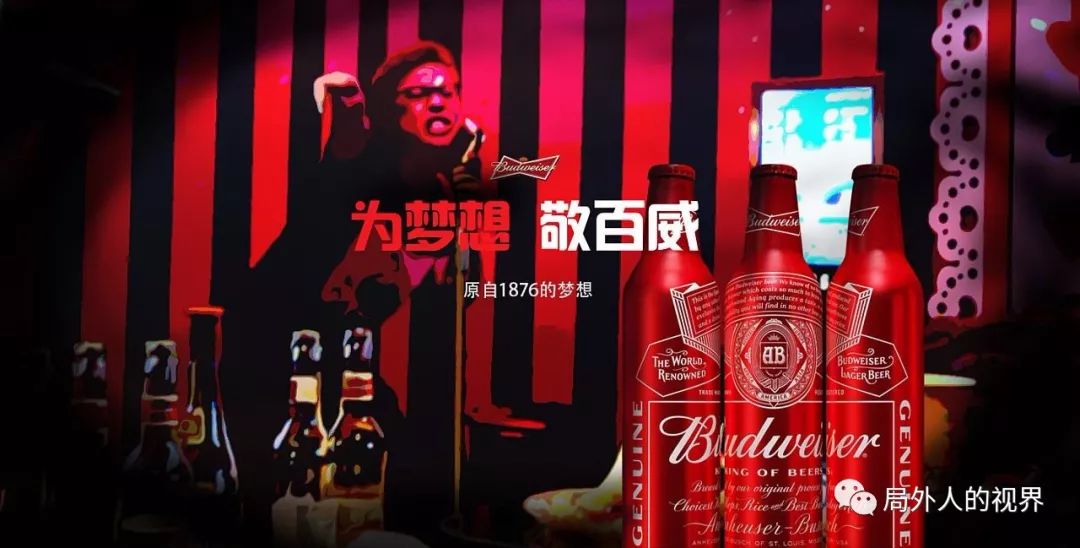 Budweiser
为梦想 敬百威
原自1876的梦想
Budweiser
THE WORLD
RENOWNED
BUDWEISER
LAGER BEER
AB
AMERICA
GENUINE
GENUINE
Budweiser
KING OF BEERS
Anheuser-Busch
局外人的视界